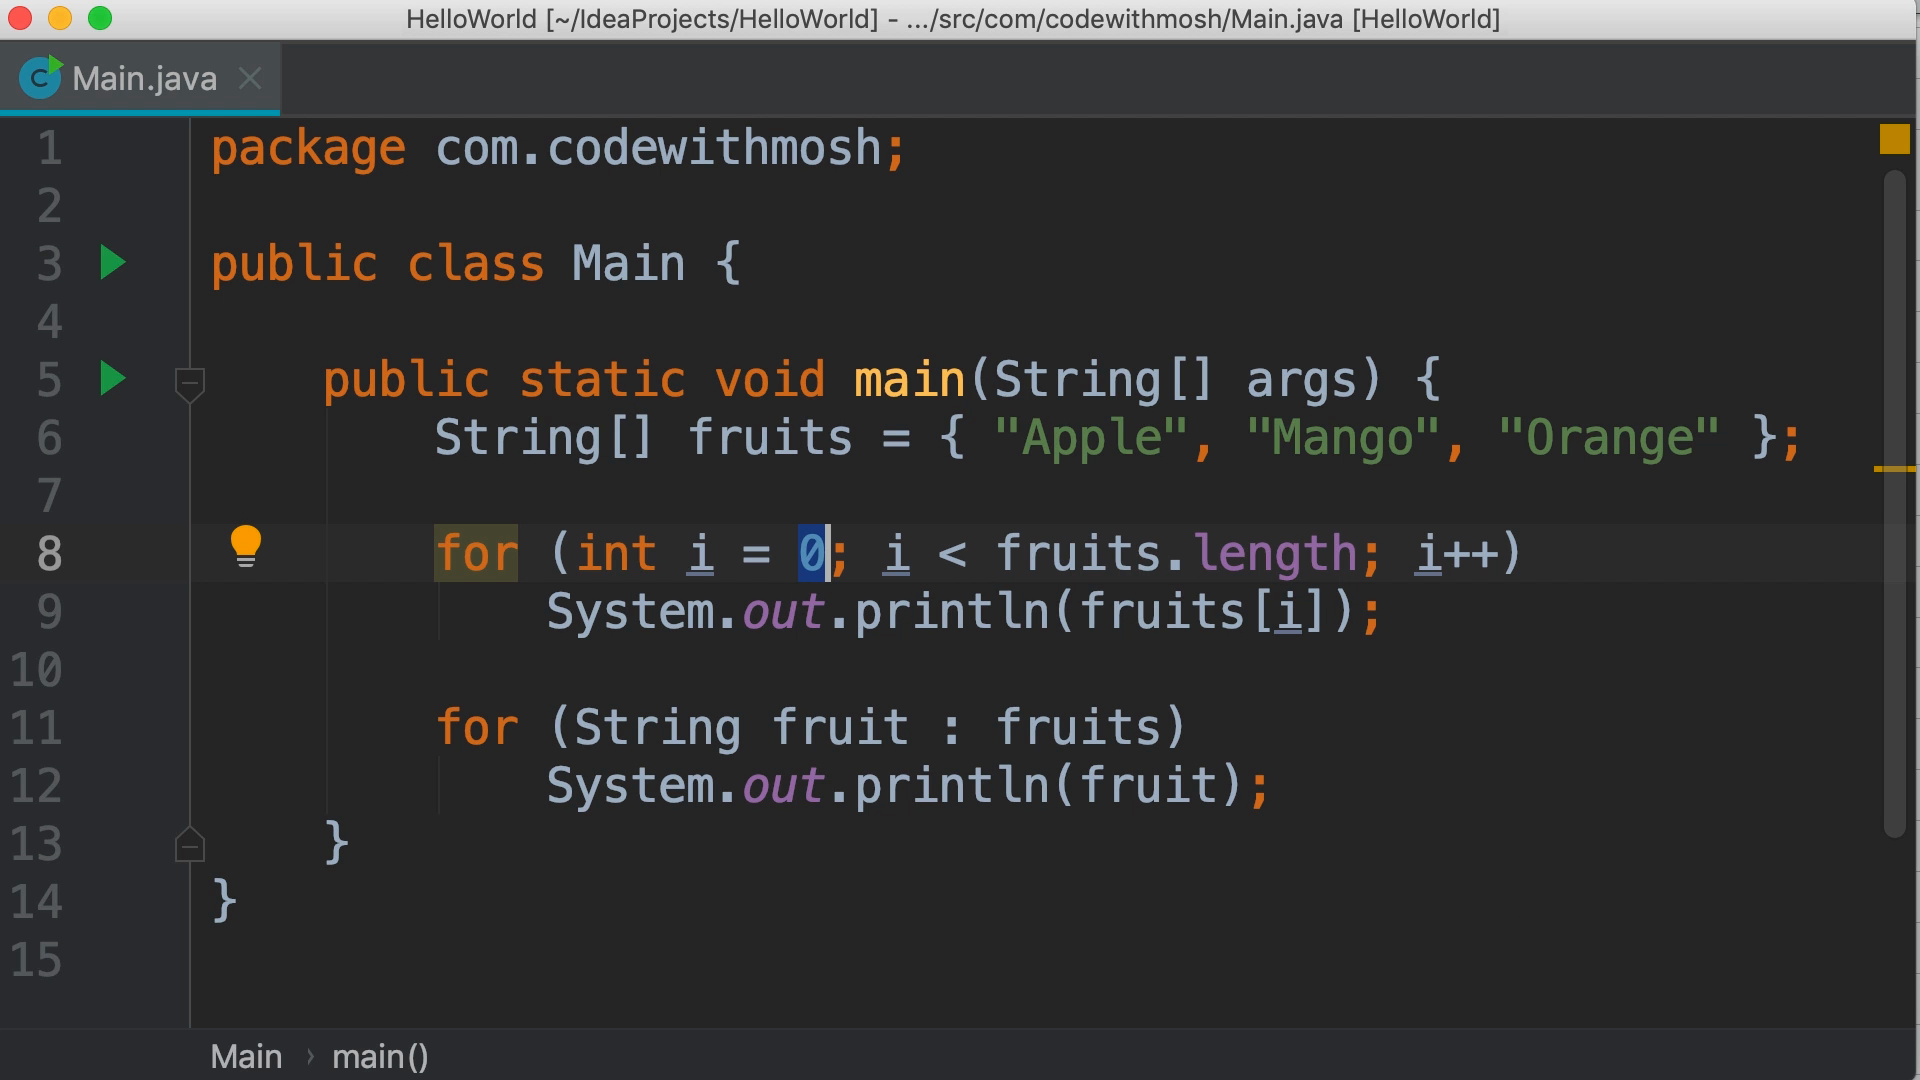 HelloWorld [~/IdeaProjects/HelloWorld] - .../src/com/codewithmosh/Main.java [HelloWorld]
C Main.java
1 package com.codewithmosh;
2
3 public class Main {
4
5 public static void main(String[] args) {
6 String[] fruits = { "Apple", "Mango", "Orange" };
7
8 for (int i = 0; i < fruits.length; i++)
9 System.out.println(fruits[i]);
10
11 for (String fruit : fruits)
12 System.out.println(fruit);
13 }
14 }
15
Main › main()